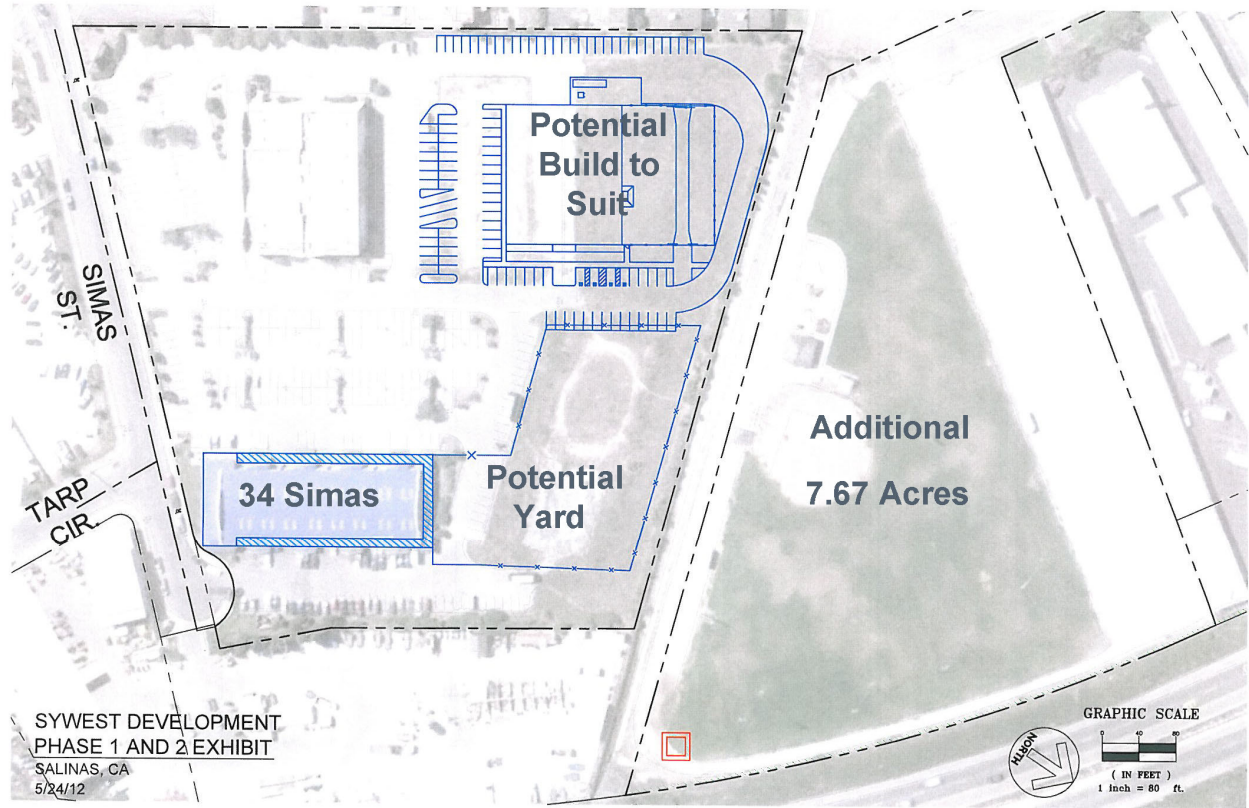 Potential
Build to
Suit
SIMAS
ST.
Additional
7.67 Acres
34 Simas
Potential
Yard
TARP
CIR.
SYWEST DEVELOPMENT
PHASE 1 AND 2 EXHIBIT
SALINAS, CA
5/24/12
NORTH
GRAPHIC SCALE
0 40 80
( IN FEET )
1 inch = 80 ft.